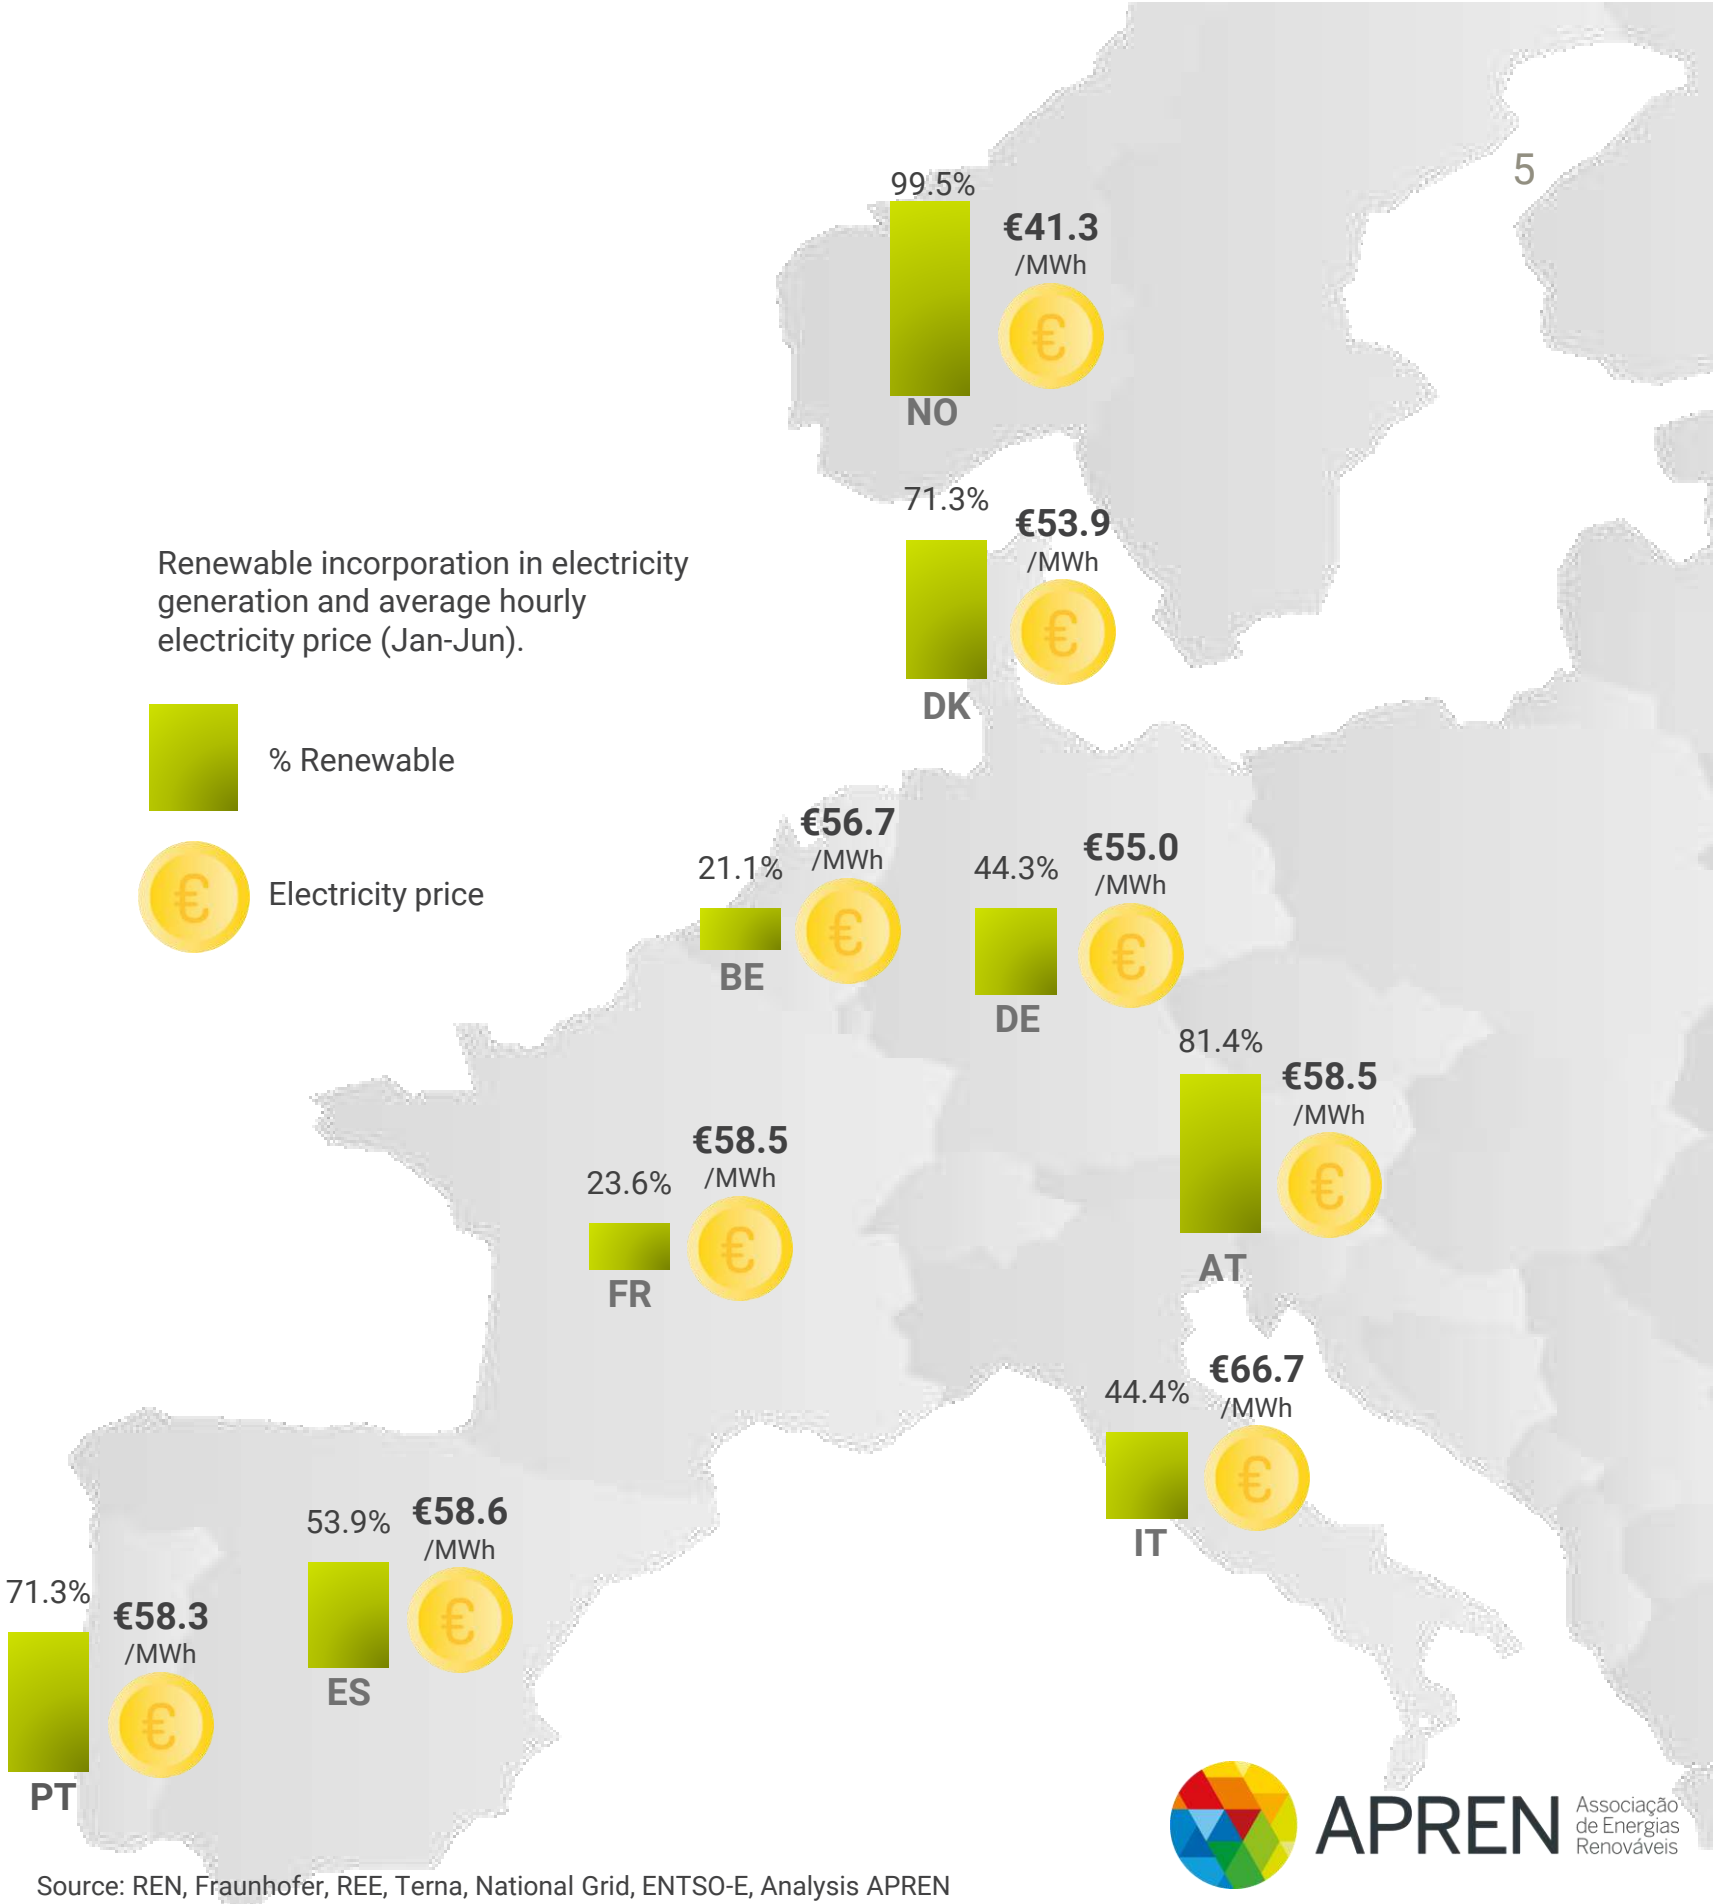 5
99.5%
€41.3
/MWh
NO
71.3%
€53.9
/MWh
DK
Renewable incorporation in electricity
generation and average hourly
electricity price (Jan-Jun).
% Renewable
€ Electricity price
€56.7
/MWh
21.1%
€
BE
€55.0
/MWh
44.3%
€
DE
81.4%
€58.5
/MWh
€
AT
€58.5
/MWh
23.6%
€
FR
€66.7
/MWh
44.4%
€
IT
53.9%
€58.6
/MWh
€
ES
71.3%
€58.3
/MWh
€
PT
APREN
Associação
de Energias
Renováveis
Source: REN, Fraunhofer, REE, Terna, National Grid, ENTSO-E, Analysis APREN